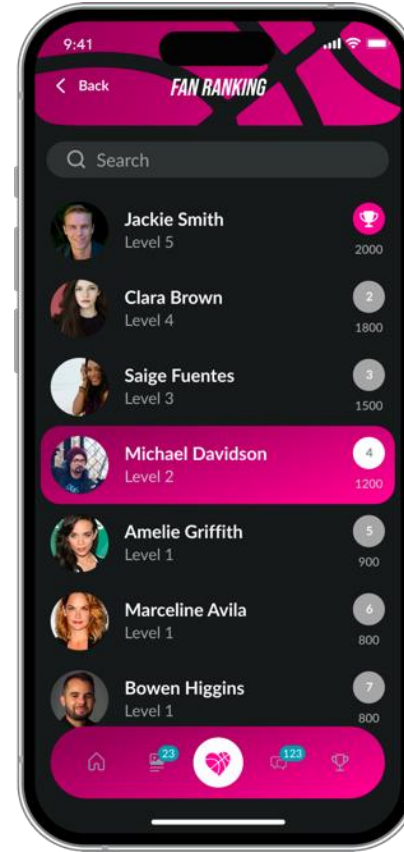 9:41
Back
FAN RANKING
Search
Jackie Smith
Level 5
2000
Clara Brown
Level 4
2
1800
Saige Fuentes
Level 3
3
1500
Michael Davidson
Level 2
4
1200
Amelie Griffith
Level 1
5
900
Marceline Avila
Level 1
6
800
Bowen Higgins
Level 1
7
800
23
123